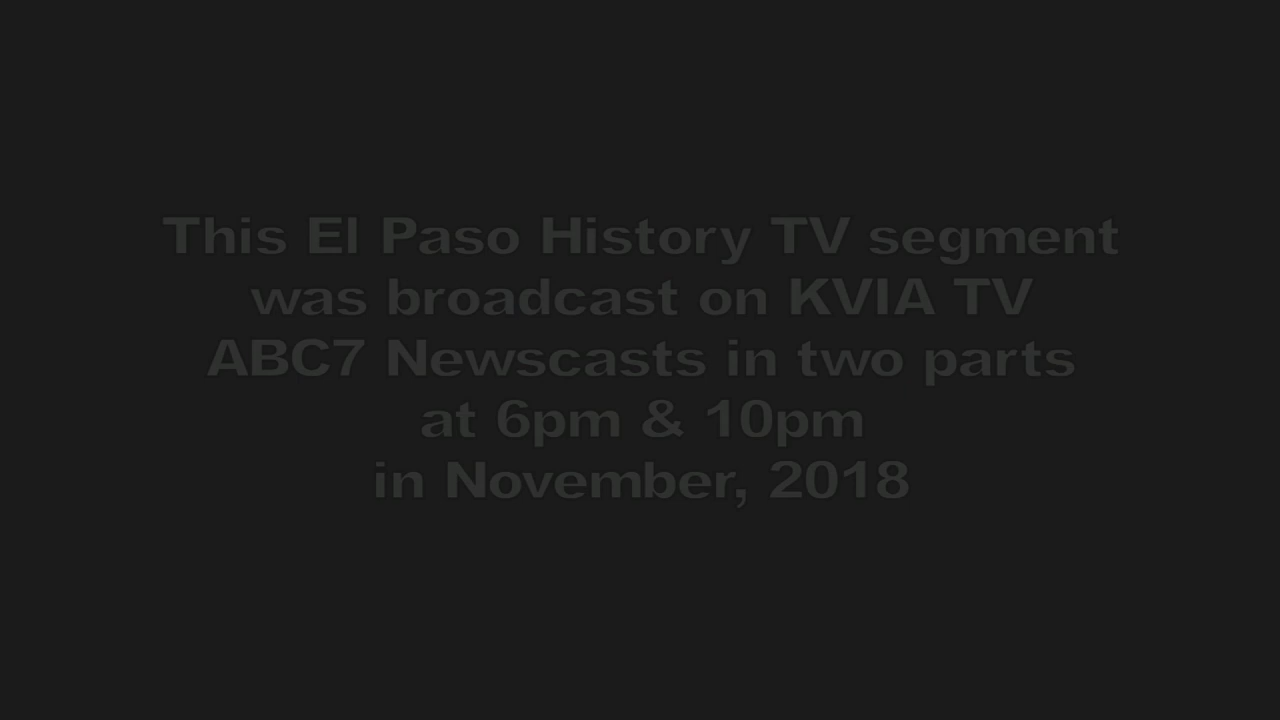 This El Paso History TV segment
was broadcast on KVIA TV
ABC7 Newscasts in two parts
at 6pm & 10pm
in November, 2018